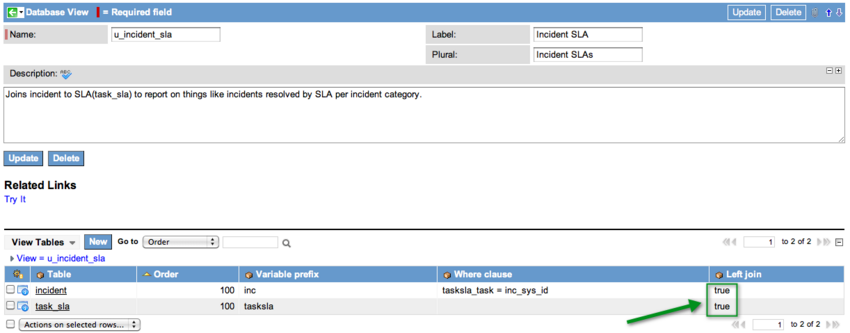 Database View = Required field Update Delete
Name: u_incident_sla Label: Incident SLA
Plural: Incident SLAs
Description: ABC
Joins incident to SLA(task_sla) to report on things like incidents resolved by SLA per incident category.
Update Delete
Related Links
Try It
View Tables New Go to Order 1 to 2 of 2
View = u_incident_sla
Table Order Variable prefix Where clause Left join
incident 100 inc tasksla_task = inc_sys_id true
task_sla 100 tasksla true
Actions on selected rows... 1 to 2 of 2